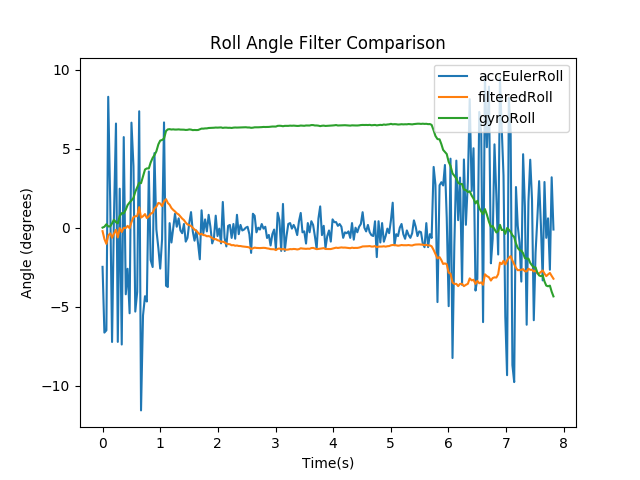 Roll Angle Filter Comparison
accEulerRoll
filteredRoll
gyroRoll
10
5
0
−5
−10
Angle (degrees)
0 1 2 3 4 5 6 7 8
Time(s)